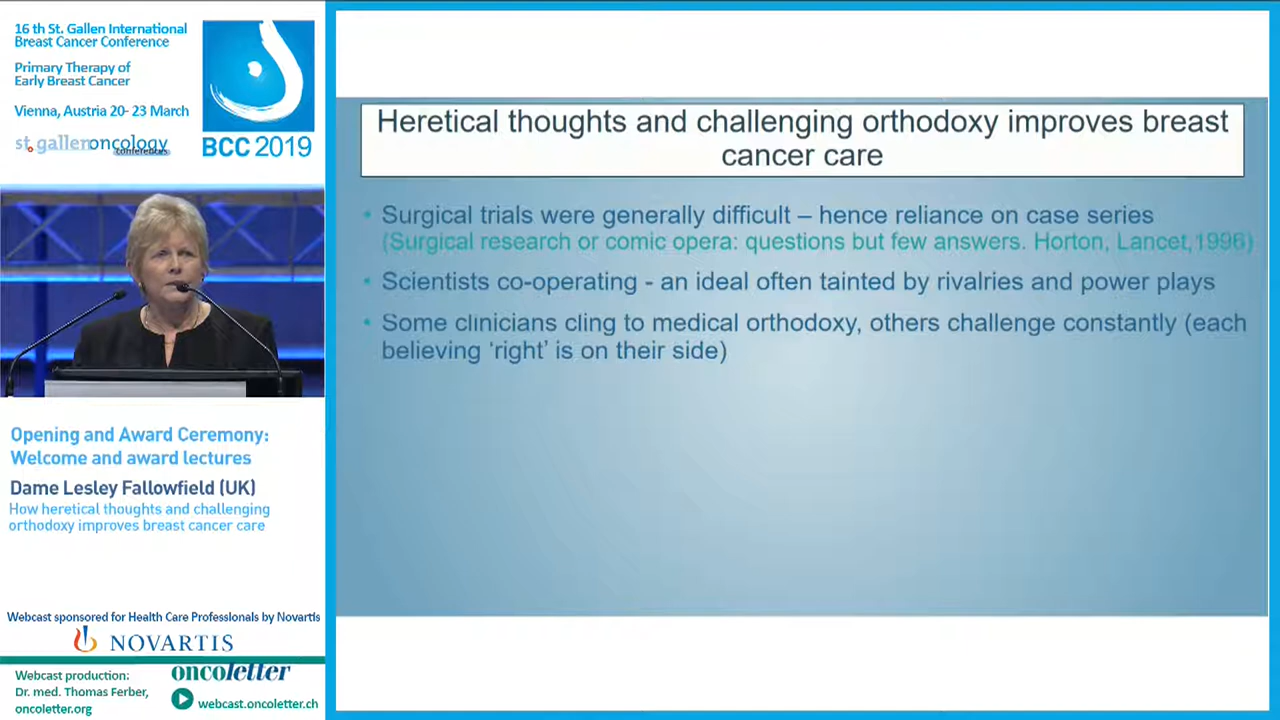 16 th St. Gallen International
Breast Cancer Conference
Primary Therapy of
Early Breast Cancer
Vienna, Austria 20- 23 March
st.gallenoncology
conferences
BCC 2019
Heretical thoughts and challenging orthodoxy improves breast
cancer care
• Surgical trials were generally difficult – hence reliance on case series
(Surgical research or comic opera: questions but few answers. Horton, Lancet,1996)
• Scientists co-operating - an ideal often tainted by rivalries and power plays
• Some clinicians cling to medical orthodoxy, others challenge constantly (each
believing ‘right’ is on their side)
Opening and Award Ceremony:
Welcome and award lectures
Dame Lesley Fallowfield (UK)
How heretical thoughts and challenging
orthodoxy improves breast cancer care
Webcast sponsored for Health Care Professionals by Novartis
NOVARTIS
Webcast production:
Dr. med. Thomas Ferber,
oncoletter.org
oncoletter
webcast.oncoletter.ch